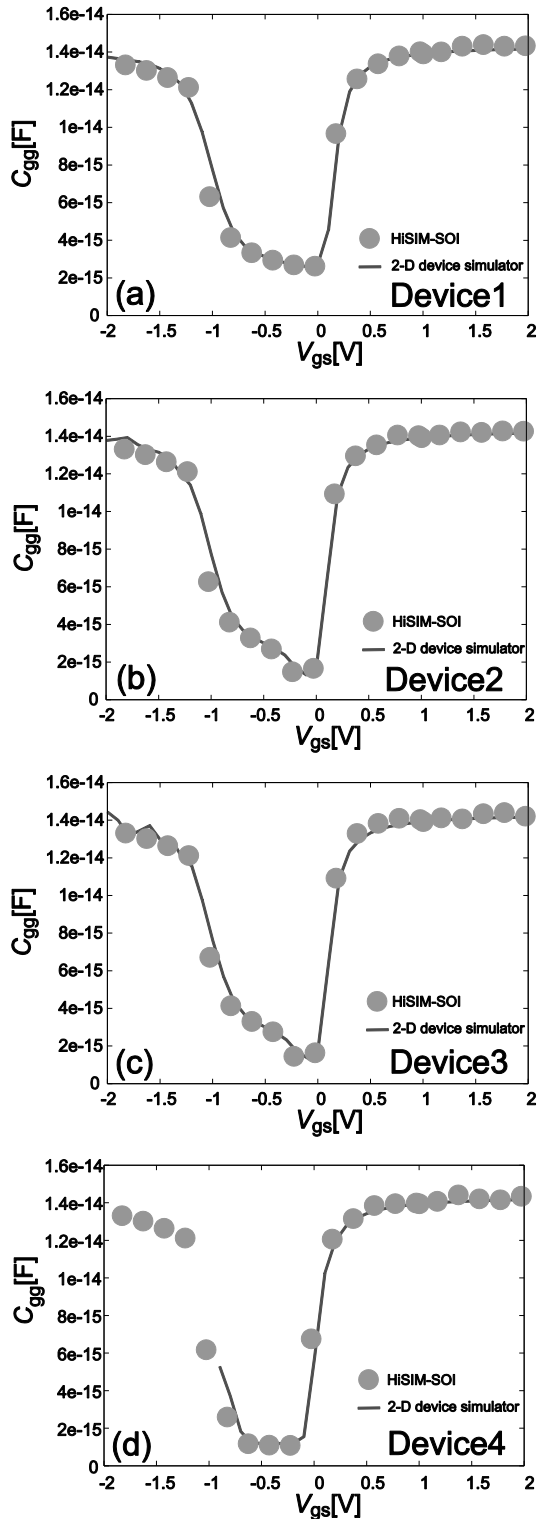 1.6e-14
1.4e-14
1.2e-14
1e-14
8e-15
6e-15
4e-15
2e-15
0
Cgg[F]
HiSIM-SOI
2-D device simulator
(a)
Device1
-2 -1.5 -1 -0.5 0 0.5 1 1.5 2
Vgs[V]
1.6e-14
1.4e-14
1.2e-14
1e-14
8e-15
6e-15
4e-15
2e-15
0
Cgg[F]
HiSIM-SOI
2-D device simulator
(b)
Device2
-2 -1.5 -1 -0.5 0 0.5 1 1.5 2
Vgs[V]
1.6e-14
1.4e-14
1.2e-14
1e-14
8e-15
6e-15
4e-15
2e-15
0
Cgg[F]
HiSIM-SOI
2-D device simulator
(c)
Device3
-2 -1.5 -1 -0.5 0 0.5 1 1.5 2
Vgs[V]
1.6e-14
1.4e-14
1.2e-14
1e-14
8e-15
6e-15
4e-15
2e-15
0
Cgg[F]
HiSIM-SOI
2-D device simulator
(d)
Device4
-2 -1.5 -1 -0.5 0 0.5 1 1.5 2
Vgs[V]